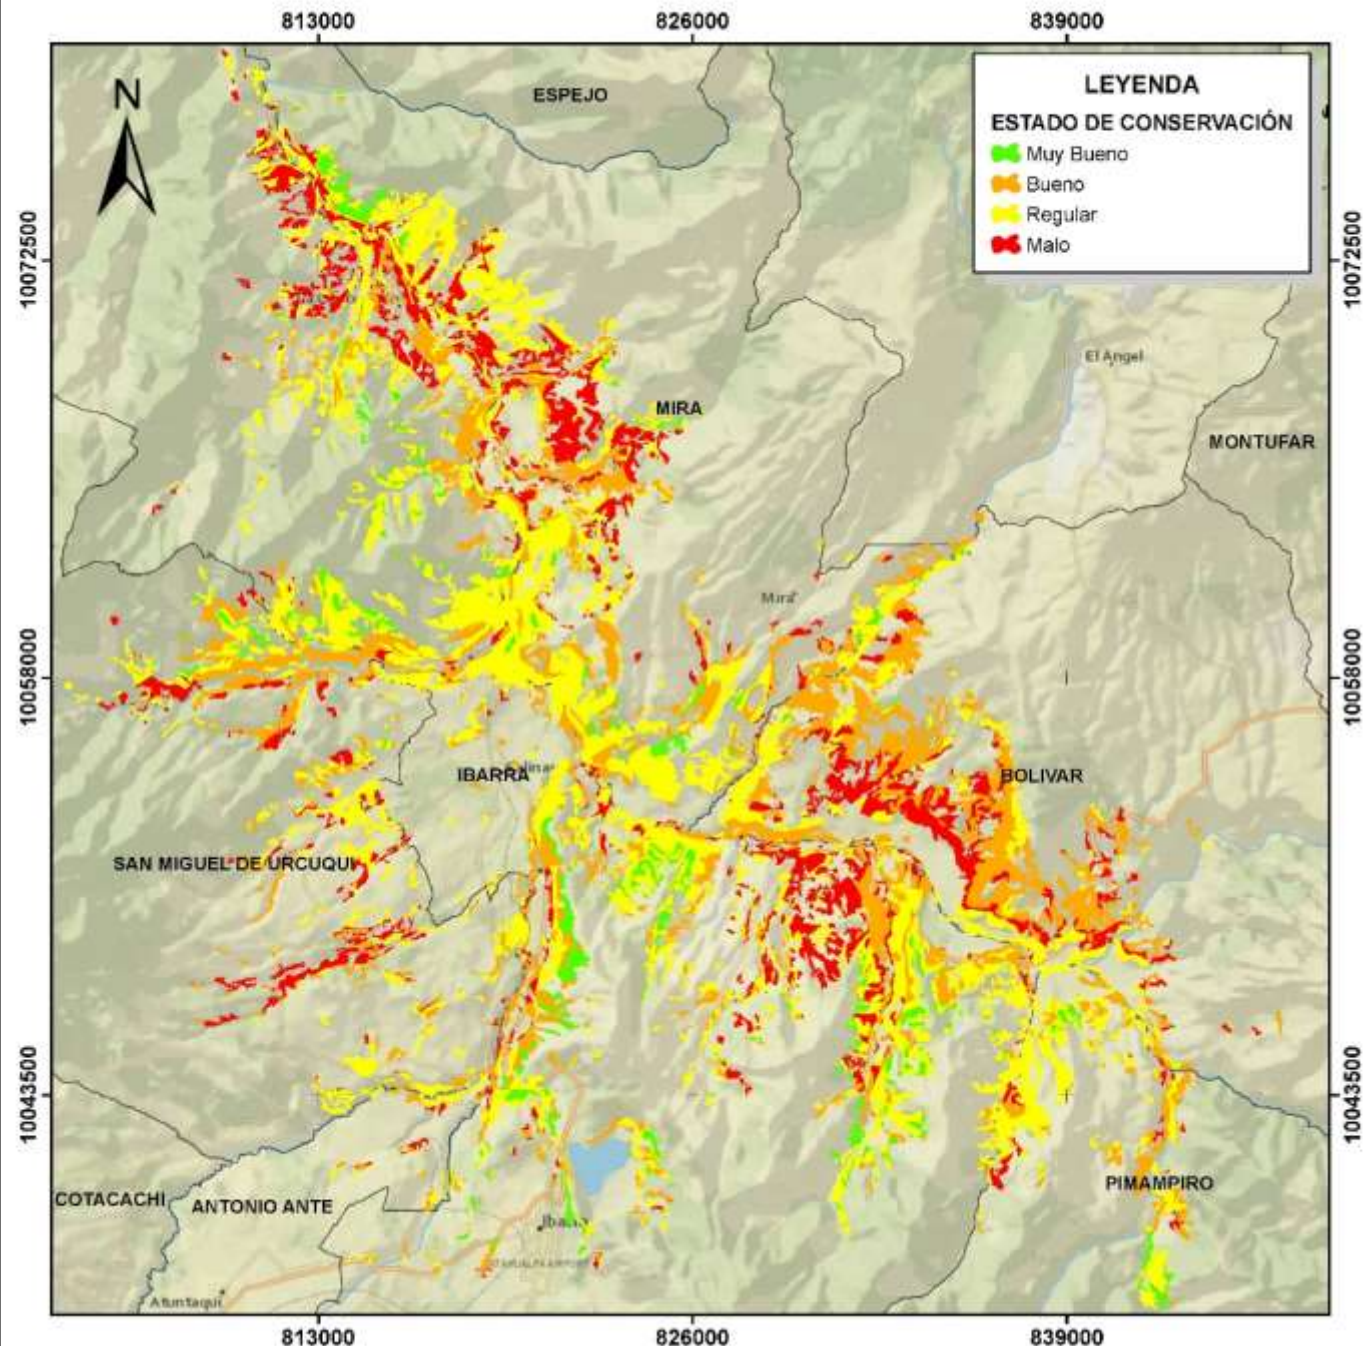 813000
826000
839000
LEYENDA
ESTADO DE CONSERVACIÓN
Muy Bueno
Bueno
Regular
Malo
N
ESPEJO
10072500
10072500
El Angel
MIRA
MONTUFAR
Mira
10058000
10058000
IBARRA
BOLIVAR
SAN MIGUEL DE URCUQUI
10043500
10043500
PIMAMPIRO
COTACACHI
ANTONIO ANTE
Atuntaqui
813000
826000
839000